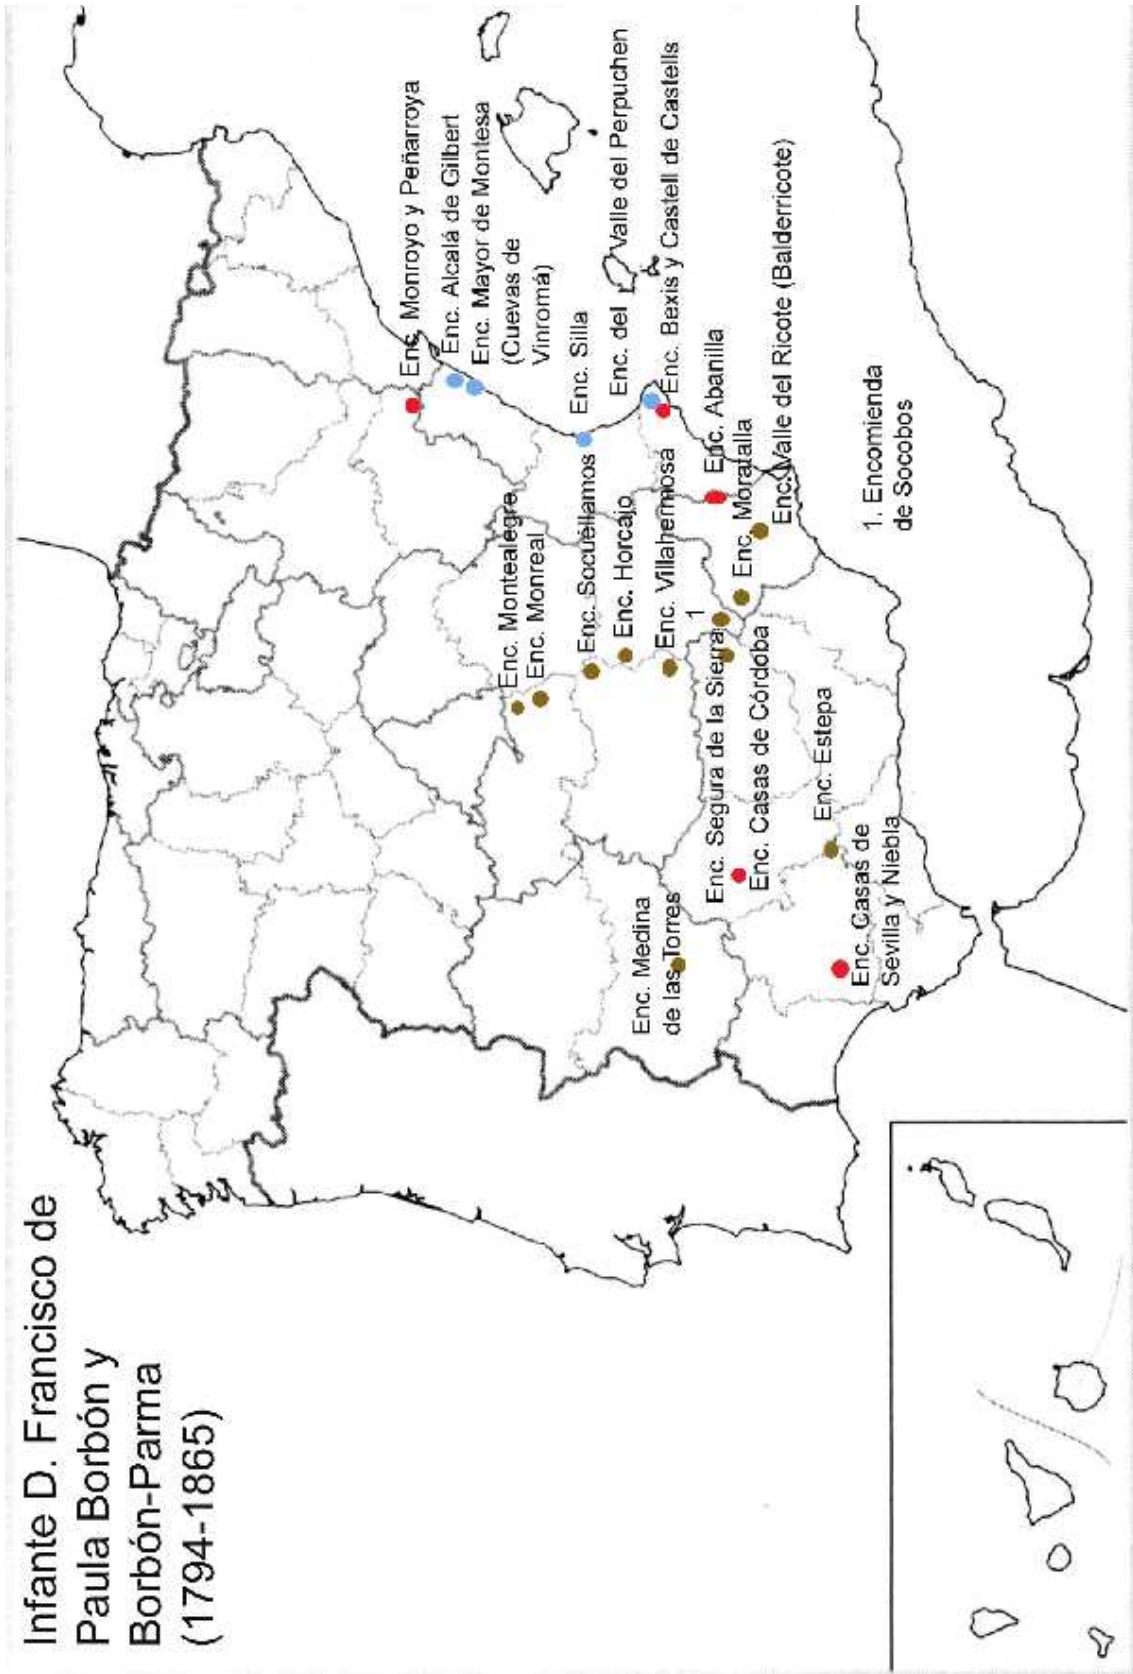 Infante D. Francisco de
Paula Borbón y
Borbón-Parma
(1794-1865)
Enc. Monroyo y Peñarroya
Enc. Alcalá de Gilbert
Enc. Mayor de Montesa
(Cuevas de
Vinromá)
Enc. Montealegre
Enc. Monreal
Enc. Silla
Enc. Socuéllamos
Enc. Horcajo
Enc. del Valle del Perpuchen
Enc. Villahermosa
Enc. Bexis y Castell de Castells
Enc. Medina
de las Torres
1
Enc. Abanilla
Enc. Segura de la Sierra
Enc. Moratalla
Enc. Casas de Córdoba
Enc. Valle del Ricote (Balderricote)
Enc. Estepa
Enc. Casas de
Sevilla y Niebla
1. Encomienda
de Socobos